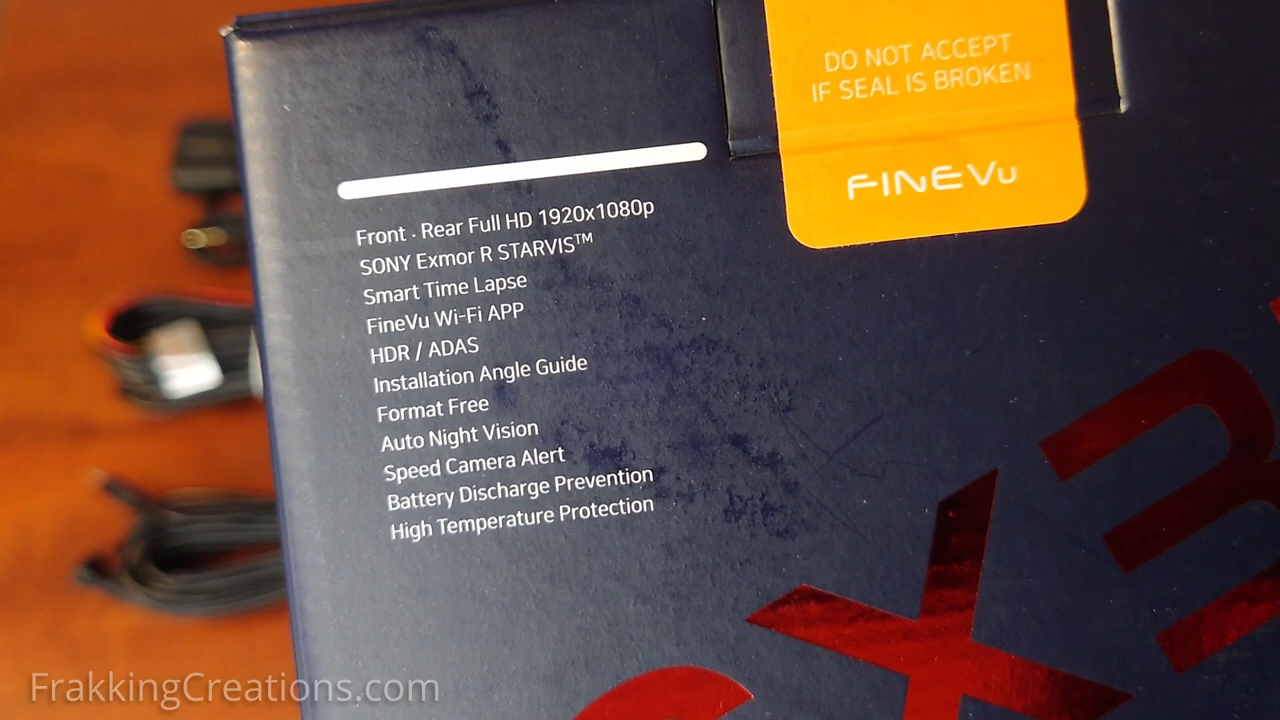 DO NOT ACCEPT
IF SEAL IS BROKEN
FINEVu
Front . Rear Full HD 1920x1080p
SONY Exmor R STARVIS™
Smart Time Lapse
FineVu Wi-Fi APP
HDR / ADAS
Installation Angle Guide
Format Free
Auto Night Vision
Speed Camera Alert
Battery Discharge Prevention
High Temperature Protection
FrakkingCreations.com